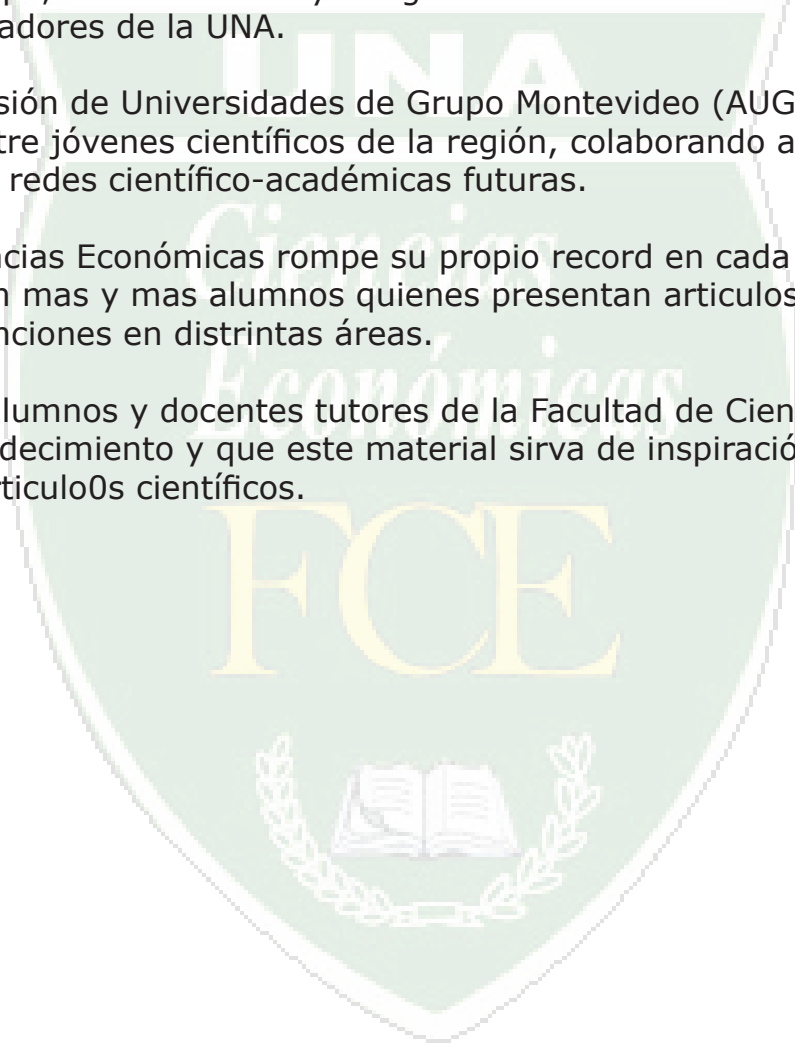 adores de la UNA.
UNA
sión de Universidades de Grupo Montevideo (AUG
tre jóvenes científicos de la región, colaborando a
redes científico-académicas futuras.
Ciencias
ncias Económicas rompe su propio record en cada
n mas y mas alumnos quienes presentan articulos
nciones en distrintas áreas.
Económicas
lumnos y docentes tutores de la Facultad de Cien
decimiento y que este material sirva de inspiració
rticulo0s científicos.
FCE